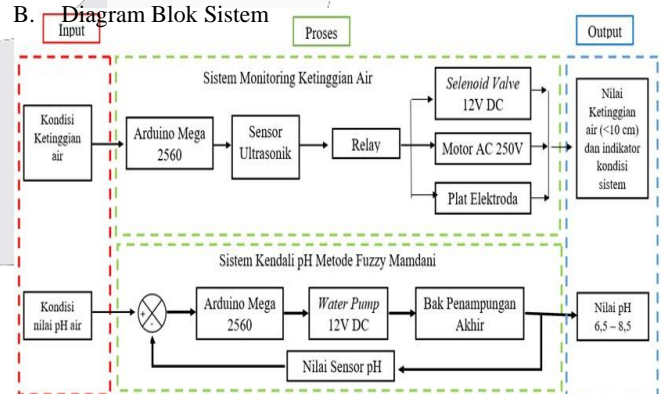 B. Diagram Blok Sistem
Input
Proses
Output
Sistem Monitoring Ketinggian Air
Kondisi
Ketinggian
air
Arduino Mega
2560
Sensor
Ultrasonik
Relay
Selenoid Valve
12V DC
Motor AC 250V
Plat Elektroda
Nilai
Ketinggian
air (<10 cm)
dan indikator
kondisi
sistem
Sistem Kendali pH Metode Fuzzy Mamdani
Kondisi
nilai pH air
+
-
Arduino Mega
2560
Water Pump
12V DC
Bak Penampungan
Akhir
Nilai Sensor pH
Nilai pH
6,5 – 8,5